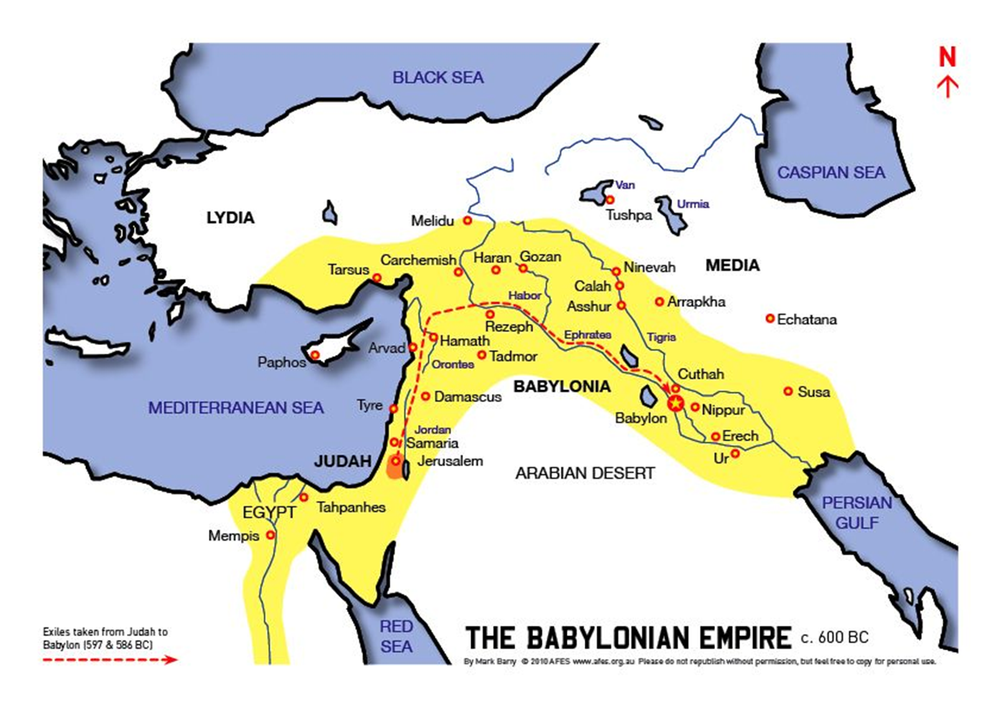 N
BLACK SEA
CASPIAN SEA
Van
Urmia
Tushpa
LYDIA
Melidu
MEDIA
Carchemish
Haran
Gozan
Tarsus
Ninevah
Calah
Habor
Asshur
Arrapkha
Echatana
Rezeph
Ephrates
Tigris
Hamath
Arvad
Tadmor
Paphos
Orontes
Cuthah
BABYLONIA
Susa
Damascus
Tyre
MEDITERRANEAN SEA
Nippur
Babylon
Jordan
Erech
Samaria
Ur
JUDAH
Jerusalem
ARABIAN DESERT
PERSIAN
GULF
Tahpanhes
EGYPT
Mempis
RED
SEA
Exiles taken from Judah to
Babylon (597 & 586 BC)
THE BABYLONIAN EMPIRE c. 600 BC
By Mark Barry © 2010 AFES www.afes.org.au Please do not republish without permission, but feel free to copy for personal use.